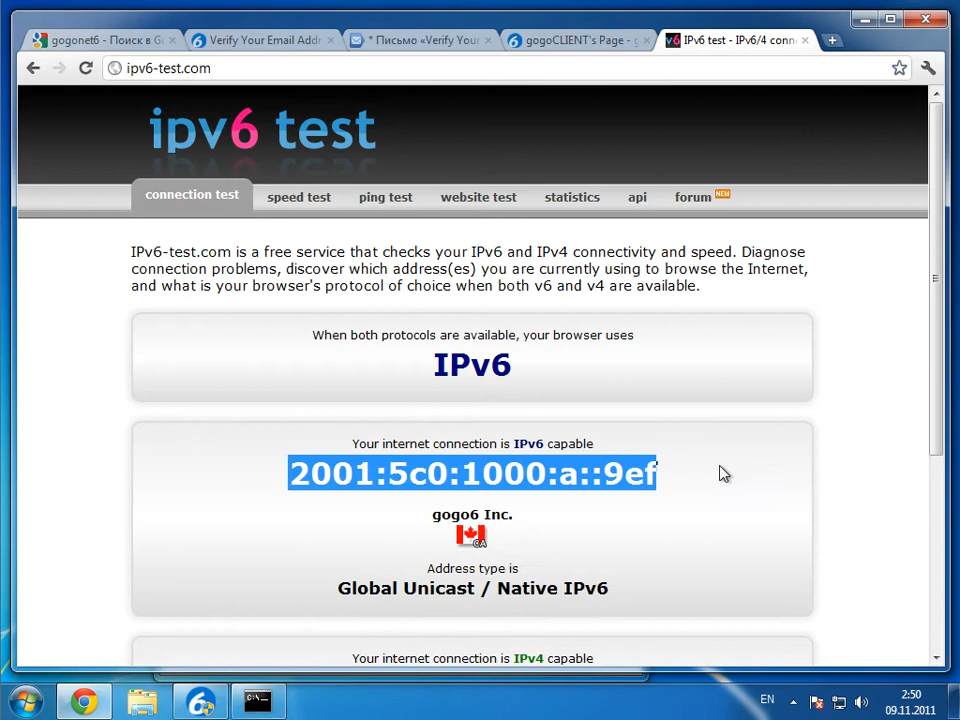 gogonet6 - Поиск в G
Verify Your Email Addr
* Письмо «Verify Your
gogoCLIENT's Page - g
IPv6 test - IPv6/4 conn
ipv6-test.com
ipv6 test
connection test
speed test
ping test
website test
statistics
api
forum
NEW
IPv6-test.com is a free service that checks your IPv6 and IPv4 connectivity and speed. Diagnose
connection problems, discover which address(es) you are currently using to browse the Internet,
and what is your browser's protocol of choice when both v6 and v4 are available.
When both protocols are available, your browser uses
IPv6
Your internet connection is IPv6 capable
2001:5c0:1000:a::9ef
gogo6 Inc.
CA
Address type is
Global Unicast / Native IPv6
Your internet connection is IPv4 capable
EN
2:50
09.11.2011